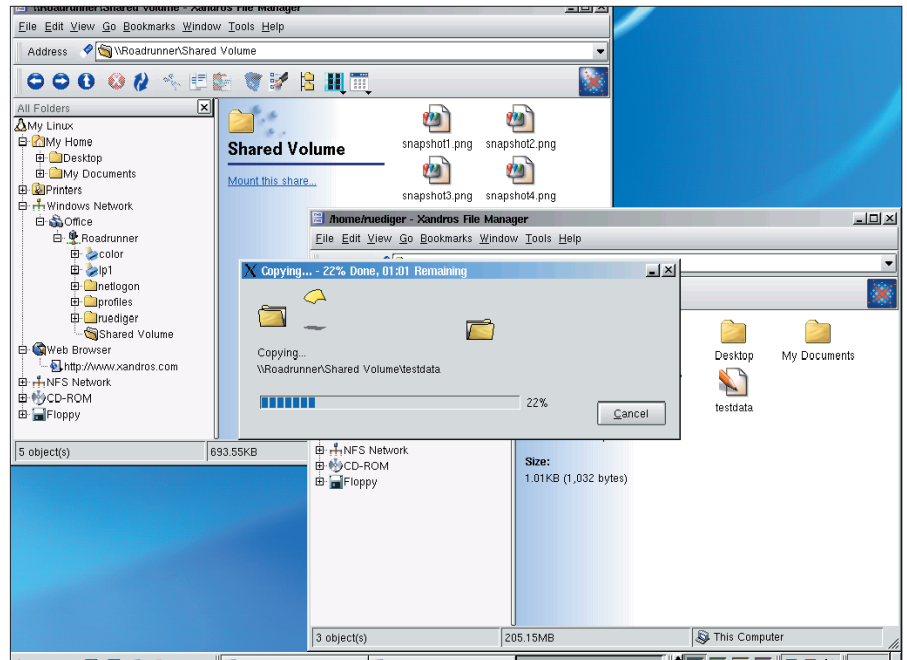 \\Roadrunner\Shared Volume - Xandros File Manager
File Edit View Go Bookmarks Window Tools Help
Address \\Roadrunner\Shared Volume
All Folders
My Linux
My Home
Desktop
My Documents
Printers
Windows Network
Office
Roadrunner
color
lp1
netlogon
profiles
ruediger
Shared Volume
Web Browser
http://www.xandros.com
NFS Network
CD-ROM
Floppy
Shared Volume
Mount this share...
snapshot1.png snapshot2.png
snapshot3.png snapshot4.png
5 object(s) 693.55KB
/home/ruediger - Xandros File Manager
File Edit View Go Bookmarks Window Tools Help
Copying... - 22% Done, 01:01 Remaining
Copying...
\\Roadrunner\Shared Volume\testdata
22%
Cancel
Desktop My Documents
testdata
NFS Network
CD-ROM
Floppy
Size:
1.01KB (1,032 bytes)
3 object(s) 205.15MB This Computer